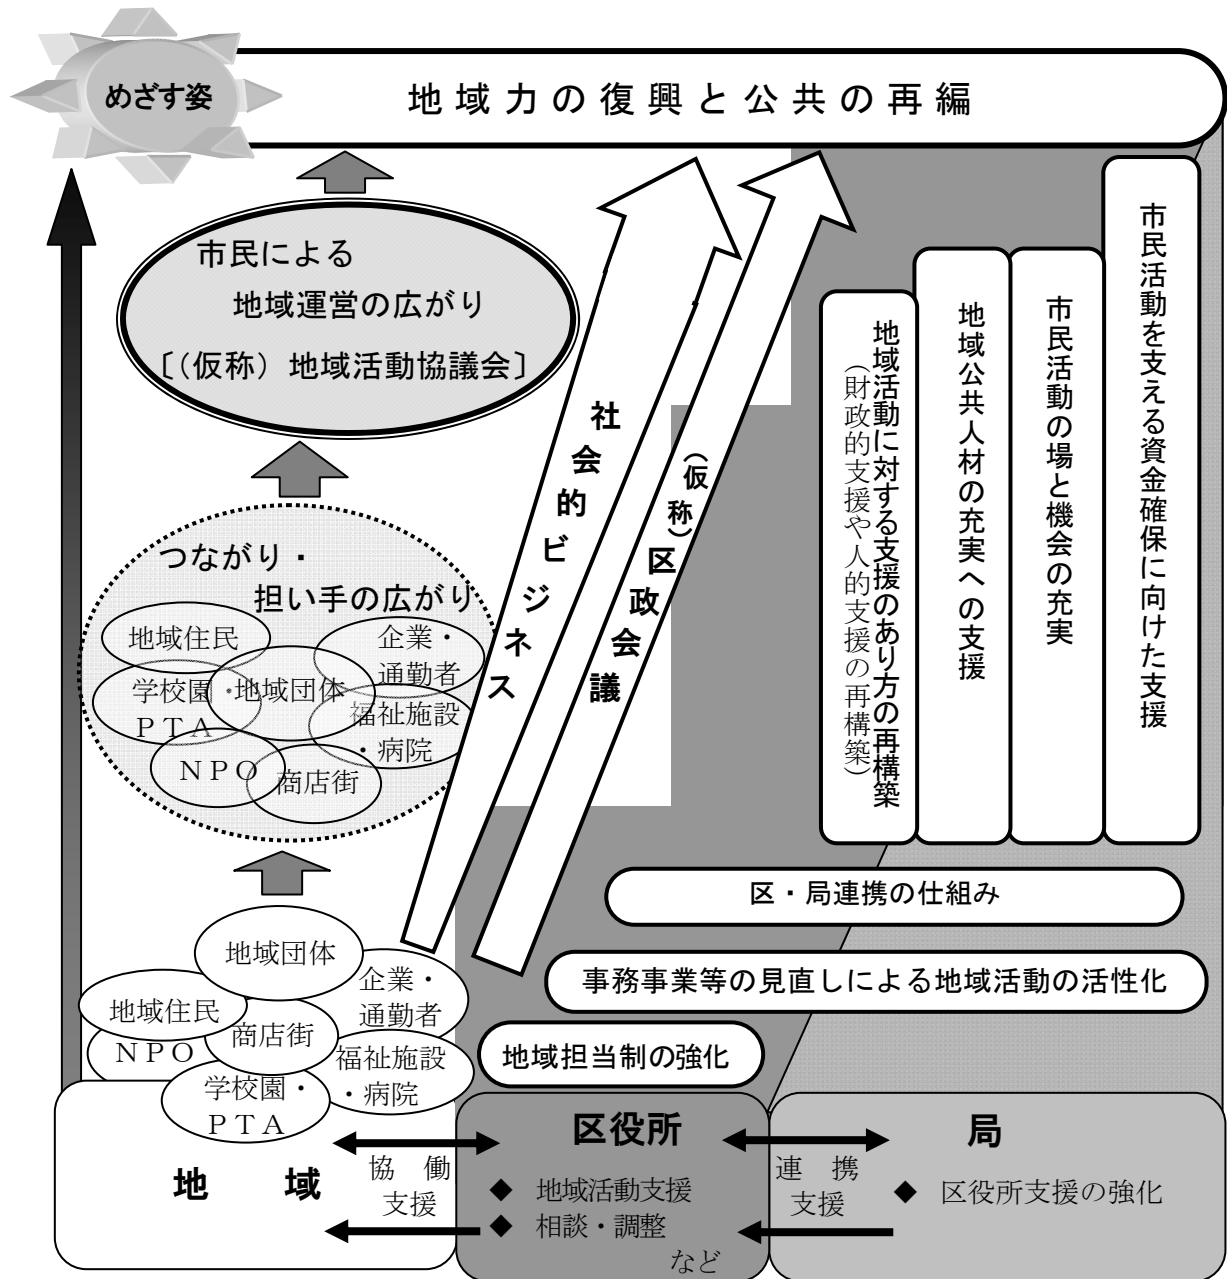 めざす姿
地域力の復興と公共の再編
市民による
地域運営の広がり
〔(仮称) 地域活動協議会〕
つながり・
担い手の広がり
地域住民
企業・
通勤者
学校園・
PTA
地域団体
福祉施設
・病院
NPO
商店街
社会的ビジネス
(仮称)区政会議
地域活動に対する支援のあり方の再構築
(財政的支援や人的支援の再構築)
地域公共人材の充実への支援
市民活動の場と機会の充実
市民活動を支える資金確保に向けた支援
区・局連携の仕組み
事務事業等の見直しによる地域活動の活性化
地域担当制の強化
地域団体
企業・
通勤者
地域住民
商店街
NPO
福祉施設
・病院
学校園・
PTA
地 域
協 働
支援
区役所
◆ 地域活動支援
◆ 相談・調整
など
連 携
支援
局
◆ 区役所支援の強化